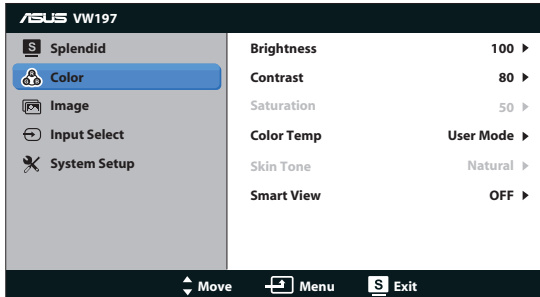 ASUS VW197
S Splendid
Color
Image
Input Select
System Setup
Brightness 100
Contrast 80
Saturation 50
Color Temp User Mode
Skin Tone Natural
Smart View OFF
Move Menu S Exit